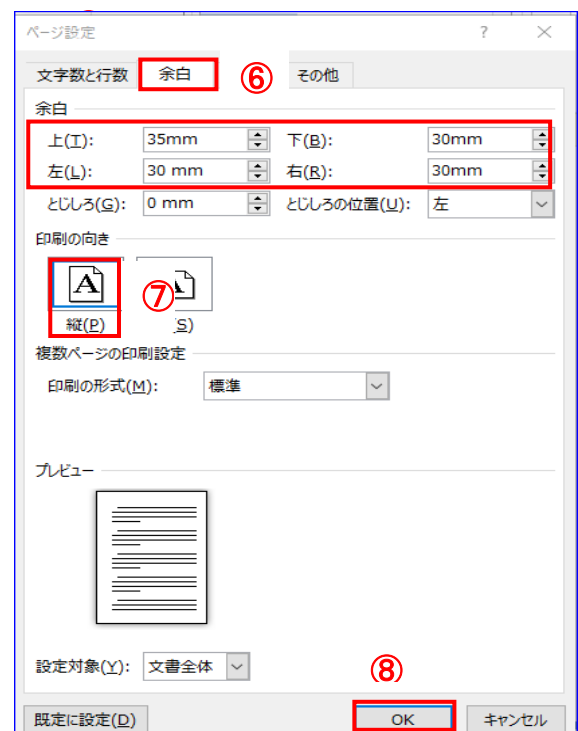 ページ設定 ?
文字数と行数 余白 ⑥ その他
余白
上(T): 35mm 下(B): 30mm
左(L): 30 mm 右(R): 30mm
とじしろ(G): 0 mm とじしろの位置(U): 左
印刷の向き
A ⑦ A
縦(P) S)
複数ページの印刷設定
印刷の形式(M): 標準
プレビュー
設定対象(Y): 文書全体
⑧
既定に設定(D) OK キャンセル